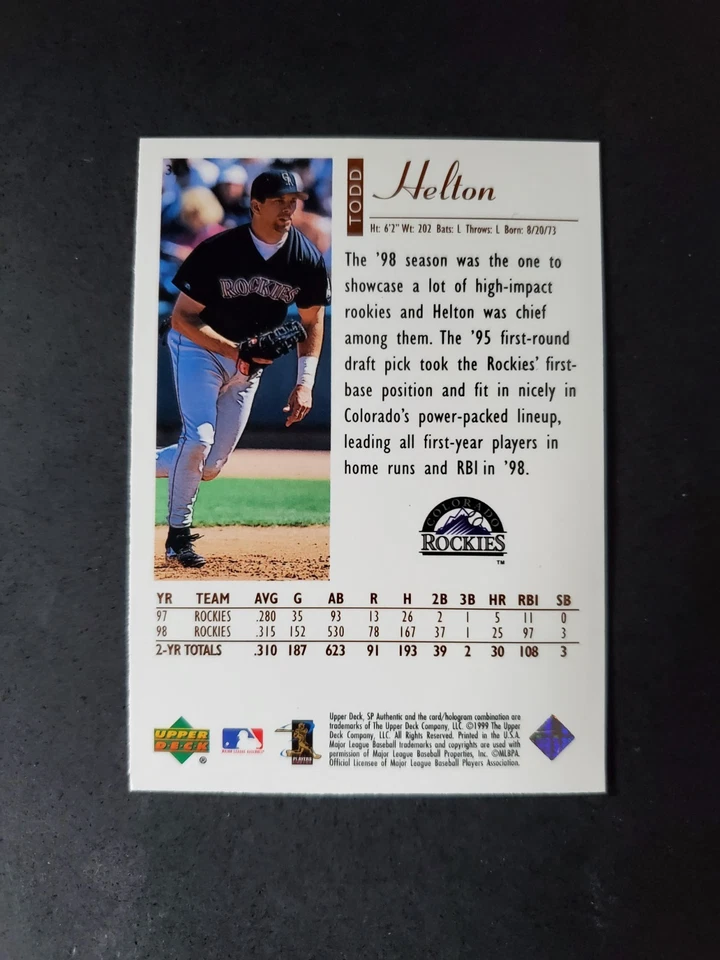 TODD Helton
Ht: 6'2" Wt: 202 Bats: L Throws: L Born: 8/20/73
The '98 season was the one to
showcase a lot of high-impact
rookies and Helton was chief
among them. The '95 first-round
draft pick took the Rockies' first-
base position and fit in nicely in
Colorado's power-packed lineup,
leading all first-year players in
home runs and RBI in '98.
ROCKIES
COLORADO
ROCKIES
TM
YR TEAM AVG G AB R H 2B 3B HR RBI SB
97 ROCKIES .280 35 93 13 26 2 1 5 11 0
98 ROCKIES .315 152 530 78 167 37 1 25 97 3
2-YR TOTALS .310 187 623 91 193 39 2 30 108 3
UPPER
DECK
®
MAJOR LEAGUE BASEBALL
PLAYERS
Upper Deck, SP Authentic and the card/hologram combination are
trademarks of The Upper Deck Company, LLC. ©1999 The Upper
Deck Company, LLC. All Rights Reserved. Printed in the U.S.A.
Major League Baseball trademarks and copyrights are used with
permission of Major League Baseball Properties, Inc. ©MLBPA
Official Licensee of Major League Baseball Players Association.